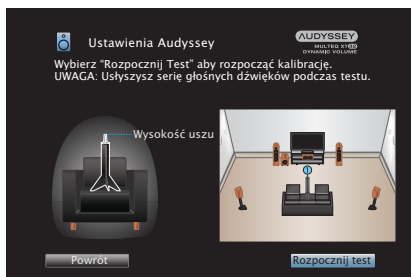 Ustawienia Audyssey
AUDYSSEY
MULTEQ XT32
DYNAMIC VOLUME
Wybierz "Rozpocznij Test" aby rozpocząć kalibrację.
UWAGA: Usłyszysz serię głośnych dźwięków podczas testu.
Wysokość uszu
1
Powrót
Rozpocznij test